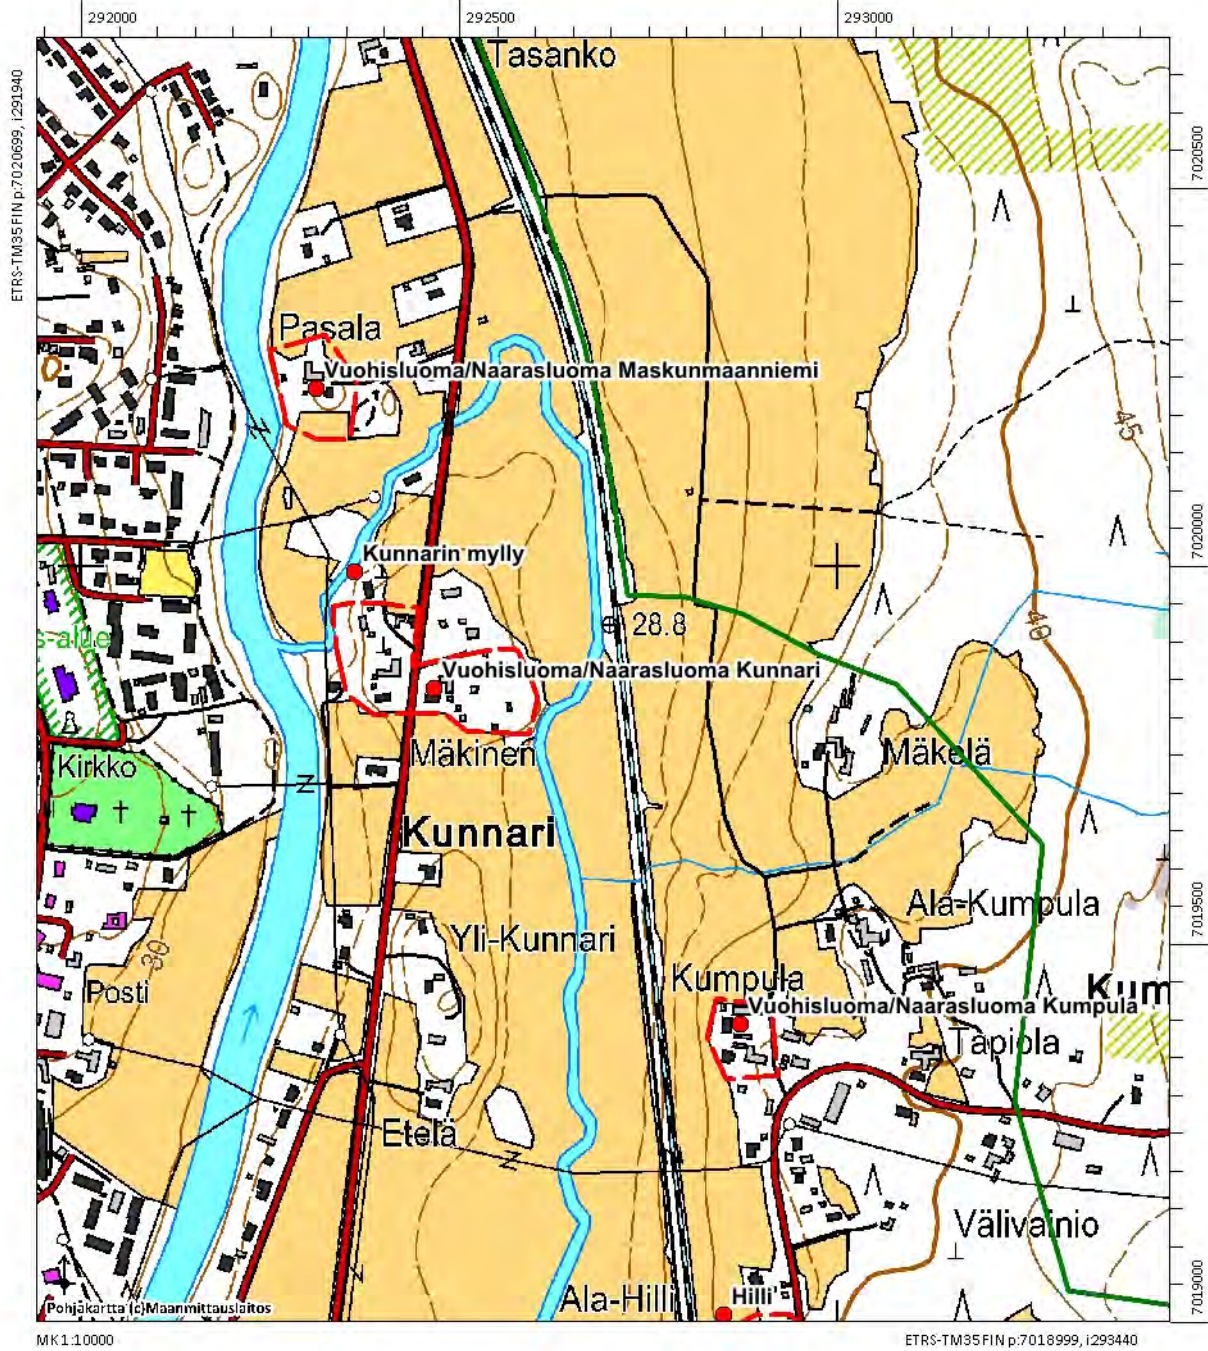 292000
292500
293000
ETRS-TM35FIN p:7020699, i:291940
Tasanko
7020500
Pasala
Vuohisluoma/Naarasluoma Maskunmaanniemi
45
7020000
Kunnarin mylly
28.8
s-alue
40
Vuohisluoma/Naarasluoma Kunnari
Mäkinen
Mäkelä
Kirkko
Kunnari
Ala-Kumpula
7019500
Yli-Kunnari
30
Kumpula
Posti
Kum
Vuohisluoma/Naarasluoma Kumpula
Tapiola
Etelä
Välivainio
7019000
Ala-Hilli
Hilli
Pohjakartta (c)Maanmittauslaitos
MK1:10000
ETRS-TM35FIN p:7018999, i293440